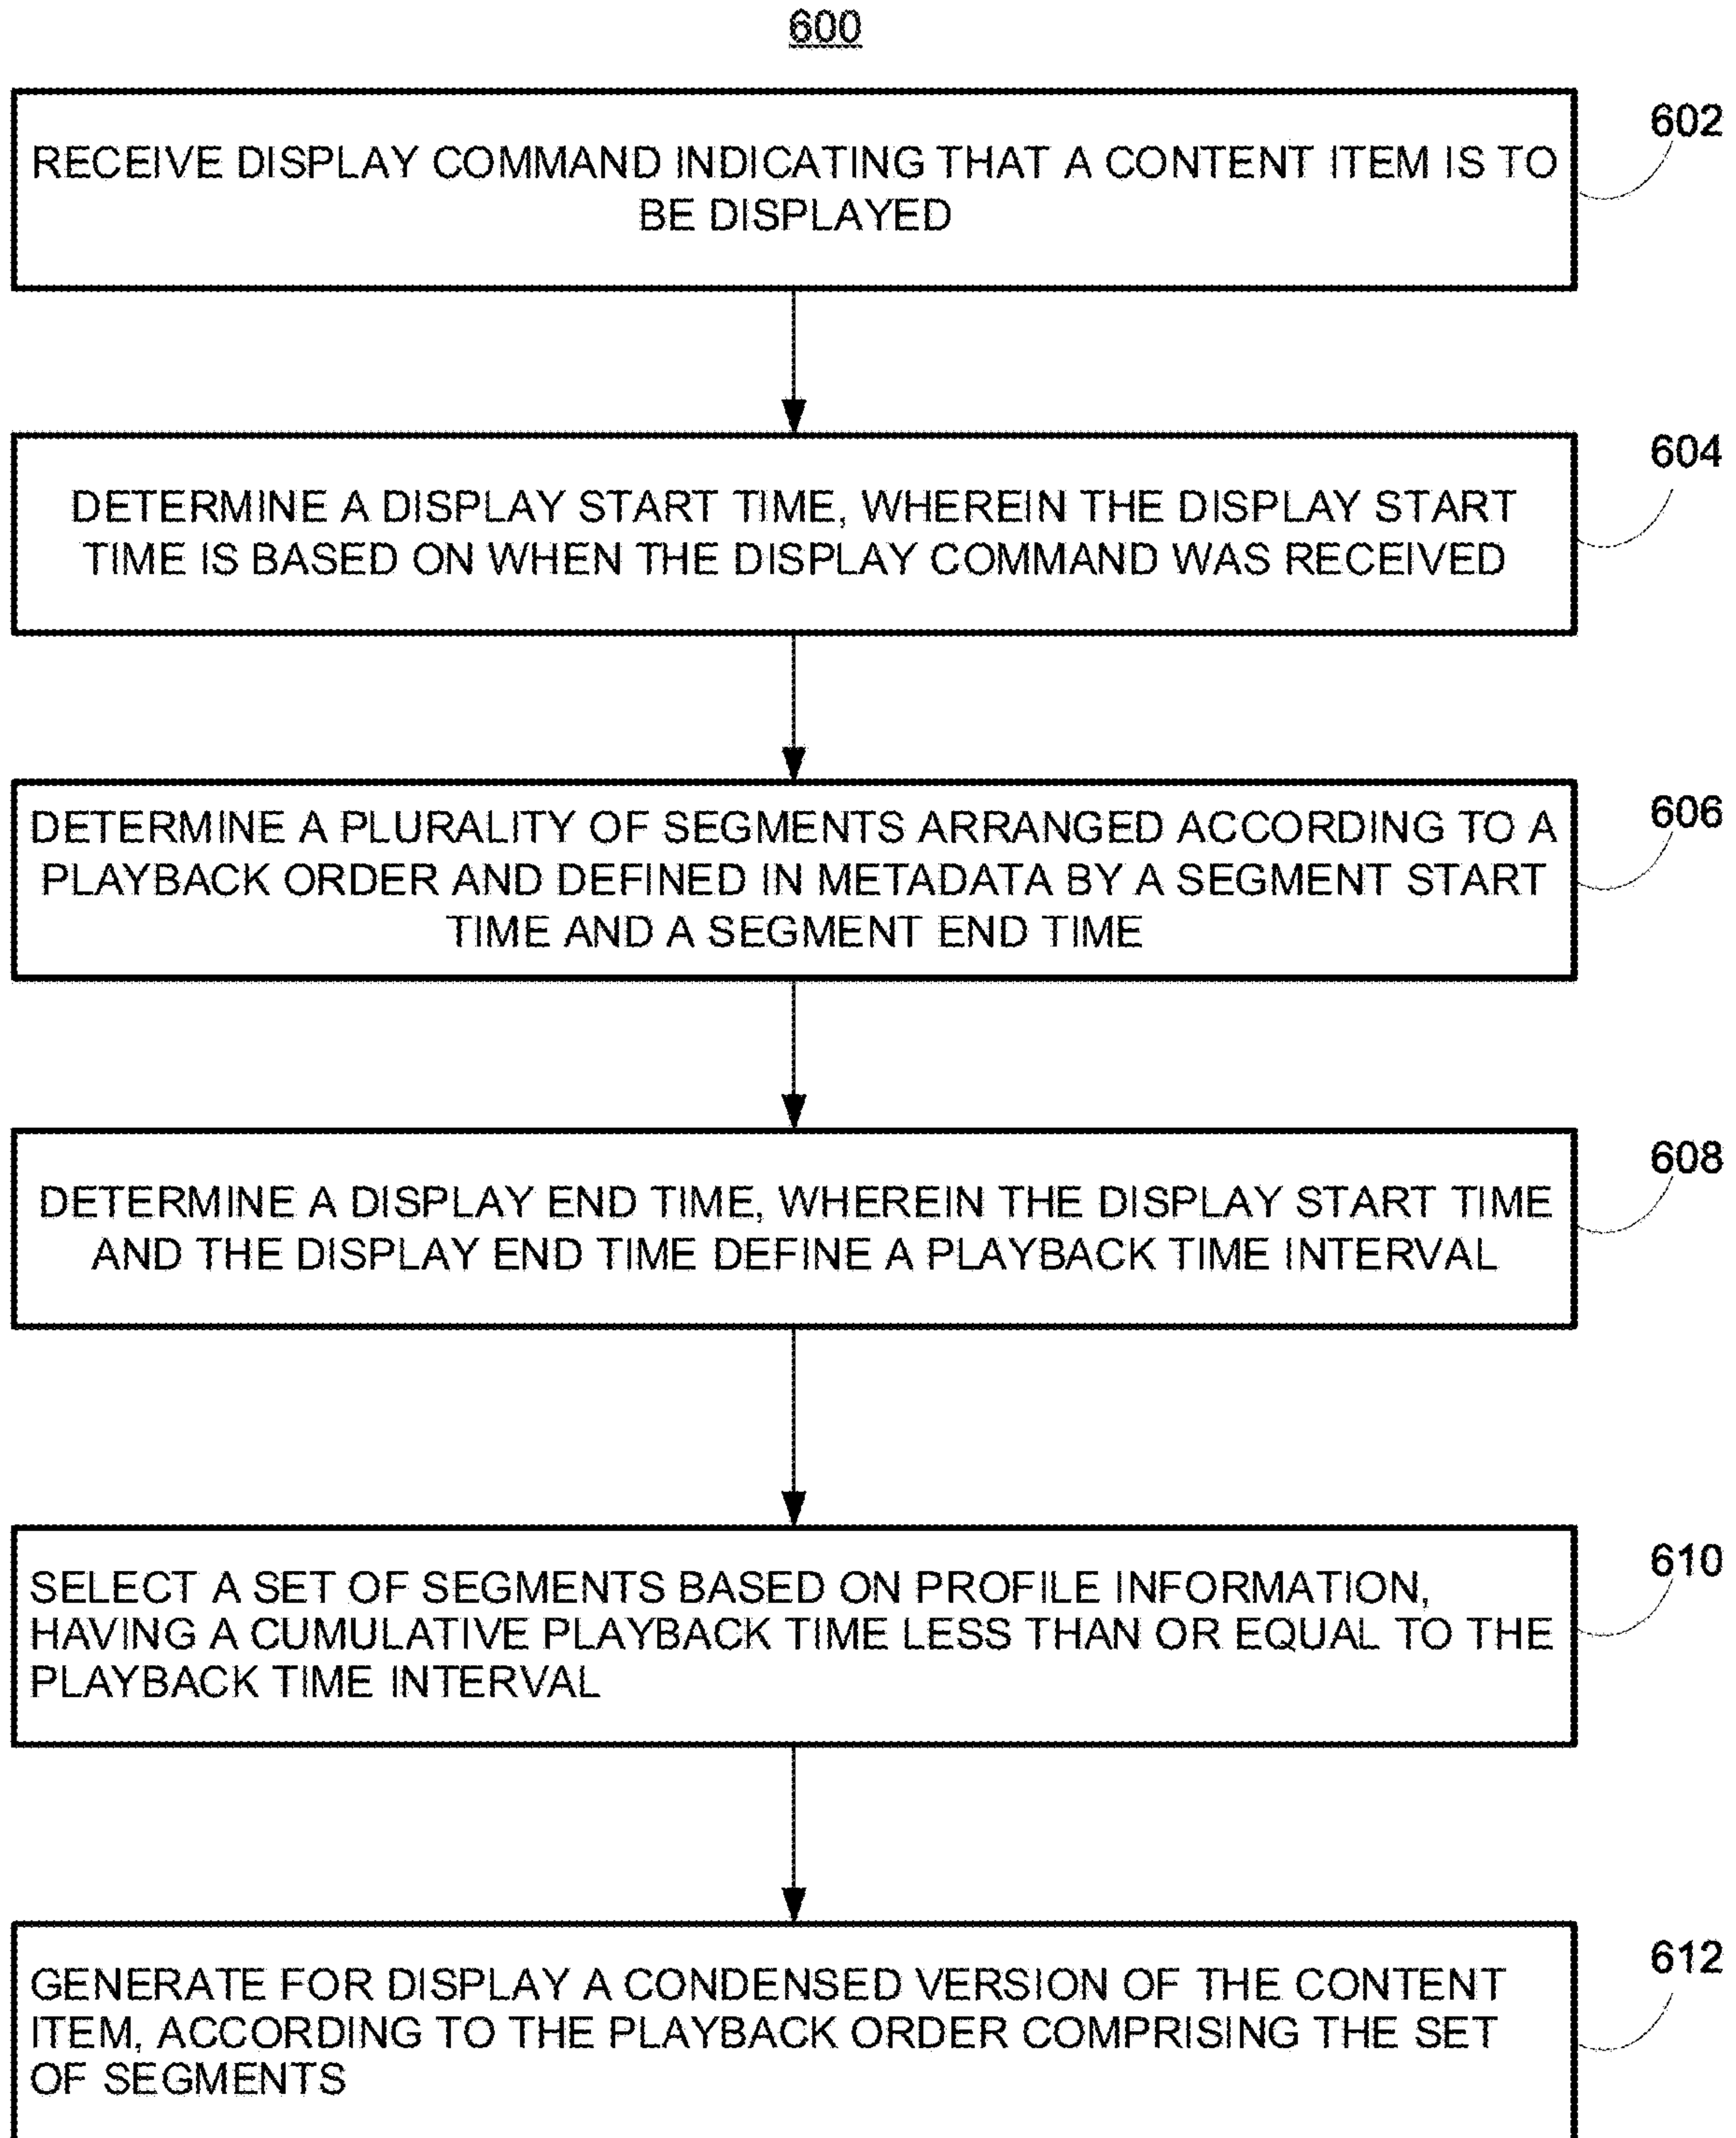 600
RECEIVE DISPLAY COMMAND INDICATING THAT A CONTENT ITEM IS TO
BE DISPLAYED
602
DETERMINE A DISPLAY START TIME, WHEREIN THE DISPLAY START
TIME IS BASED ON WHEN THE DISPLAY COMMAND WAS RECEIVED
604
DETERMINE A PLURALITY OF SEGMENTS ARRANGED ACCORDING TO A
PLAYBACK ORDER AND DEFINED IN METADATA BY A SEGMENT START
TIME AND A SEGMENT END TIME
606
DETERMINE A DISPLAY END TIME, WHEREIN THE DISPLAY START TIME
AND THE DISPLAY END TIME DEFINE A PLAYBACK TIME INTERVAL
608
SELECT A SET OF SEGMENTS BASED ON PROFILE INFORMATION,
HAVING A CUMULATIVE PLAYBACK TIME LESS THAN OR EQUAL TO THE
PLAYBACK TIME INTERVAL
610
GENERATE FOR DISPLAY A CONDENSED VERSION OF THE CONTENT
ITEM, ACCORDING TO THE PLAYBACK ORDER COMPRISING THE SET
OF SEGMENTS
612